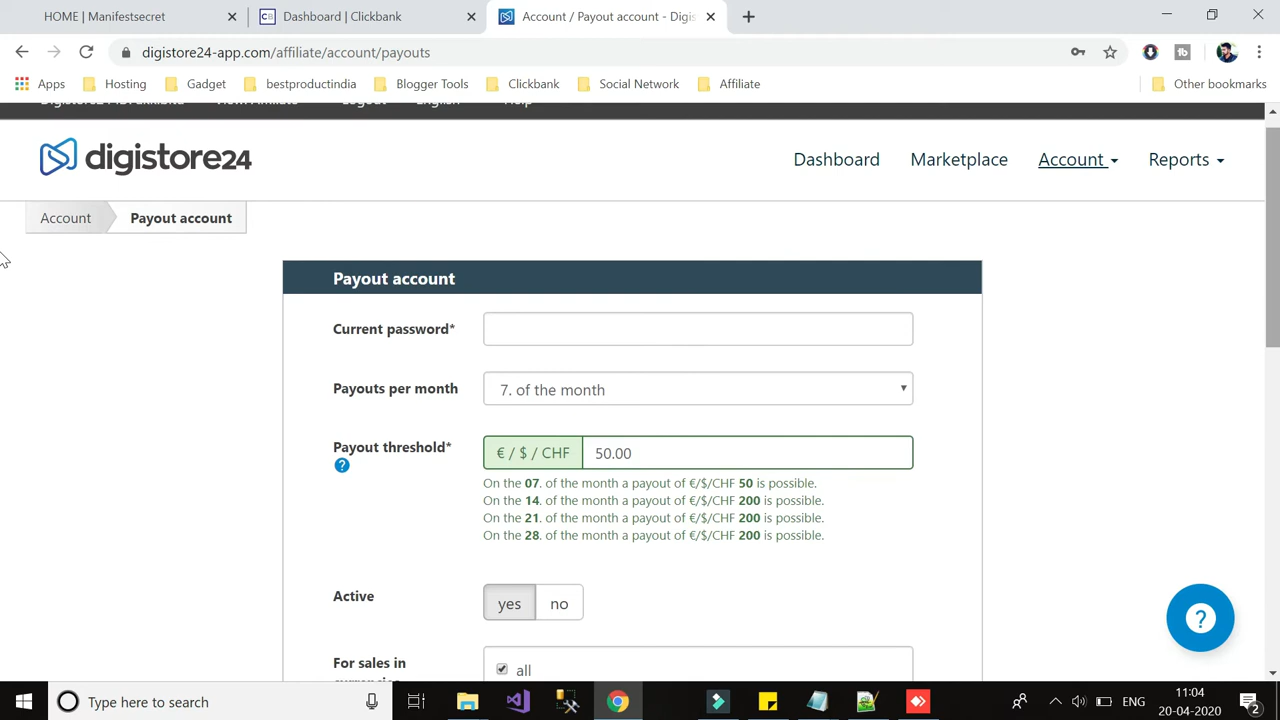 HOME | Manifestsecret
Dashboard | Clickbank
Account / Payout account - Digis
digistore24-app.com/affiliate/account/payouts
Apps Hosting Gadget bestproductindia Blogger Tools Clickbank Social Network Affiliate Other bookmarks
Logout English Help
digistore24
Dashboard Marketplace Account Reports
Account Payout account
Payout account
Current password*
Payouts per month 7. of the month
Payout threshold* € / $ / CHF 50.00
?
On the 07. of the month a payout of €/$/CHF 50 is possible.
On the 14. of the month a payout of €/$/CHF 200 is possible.
On the 21. of the month a payout of €/$/CHF 200 is possible.
On the 28. of the month a payout of €/$/CHF 200 is possible.
Active yes no
?
For sales in all
Type here to search
ENG
11:04
20-04-2020
2